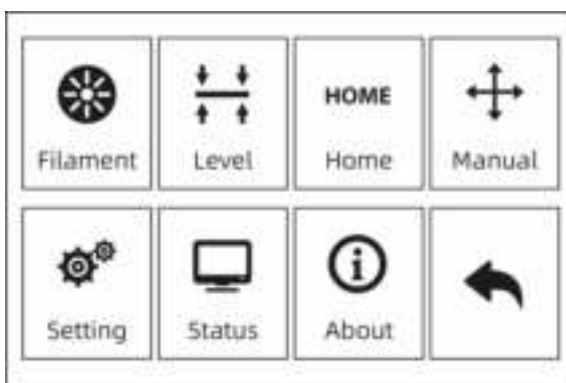 HOME
Filament
Level
Home
Manual
Setting
Status
About